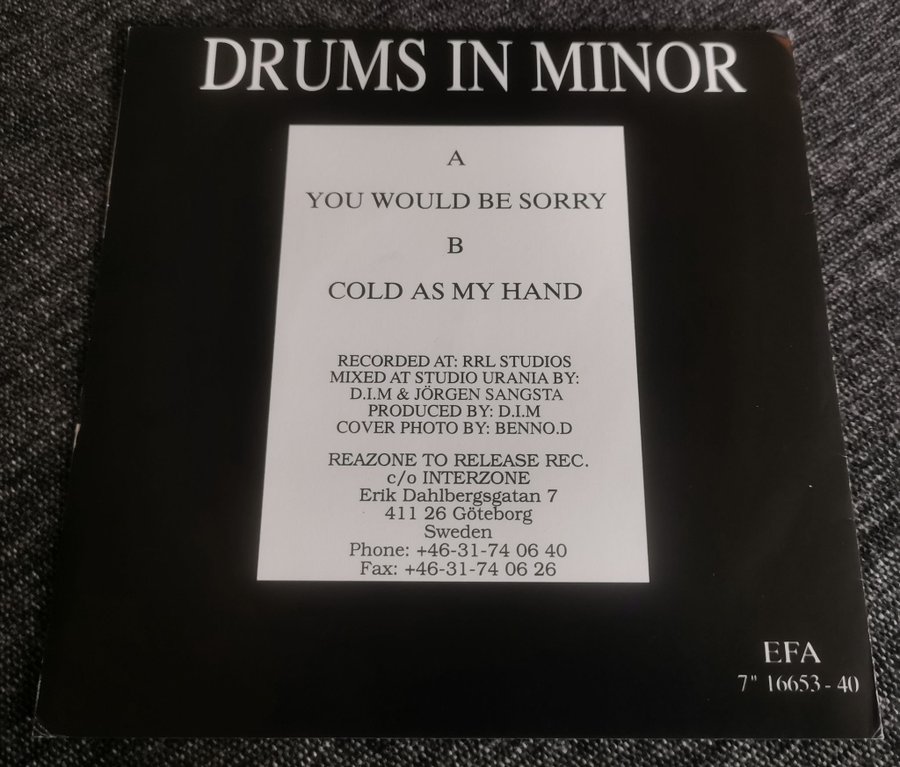 DRUMS IN MINOR
A
YOU WOULD BE SORRY
B
COLD AS MY HAND
RECORDED AT: RRL STUDIOS
MIXED AT STUDIO URANIA BY:
D.I.M & JÖRGEN SANGSTA
PRODUCED BY: D.I.M
COVER PHOTO BY: BENNO.D
REAZONE TO RELEASE REC.
c/o INTERZONE
Erik Dahlbergsgatan 7
411 26 Göteborg
Sweden
Phone: +46-31-74 06 40
Fax: +46-31-74 06 26
EFA
7" 16653 - 40